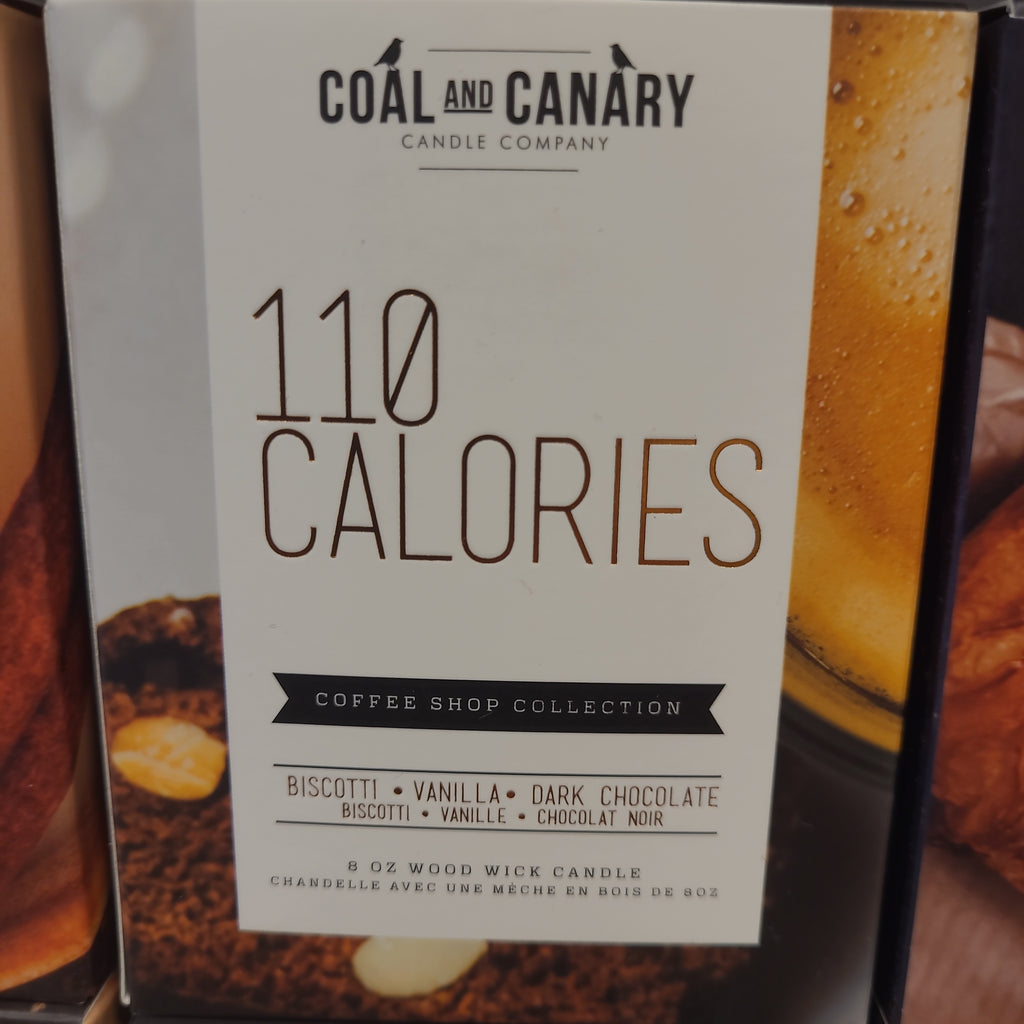 COAL AND CANARY
CANDLE COMPANY
110
CALORIES
COFFEE SHOP COLLECTION
BISCOTTI • VANILLA • DARK CHOCOLATE
BISCOTTI • VANILLE • CHOCOLAT NOIR
8 OZ WOOD WICK CANDLE
CHANDELLE AVEC UNE MÈCHE EN BOIS DE 8OZ